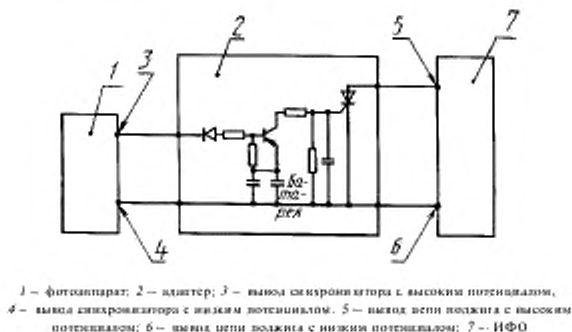 1
2
3
4
5
6
7
Ба-
та-
рея
1 — фотоаппарат; 2 — адаптер; 3 — вывод синхронизатора с высоким потенциалом,
4 — вывод синхронизатора с низким потенциалом. 5 — вывод цепи поджига с высоким
потенциалом; 6 — вывод цепи поджига с низким потенциалом; 7 — ИФО